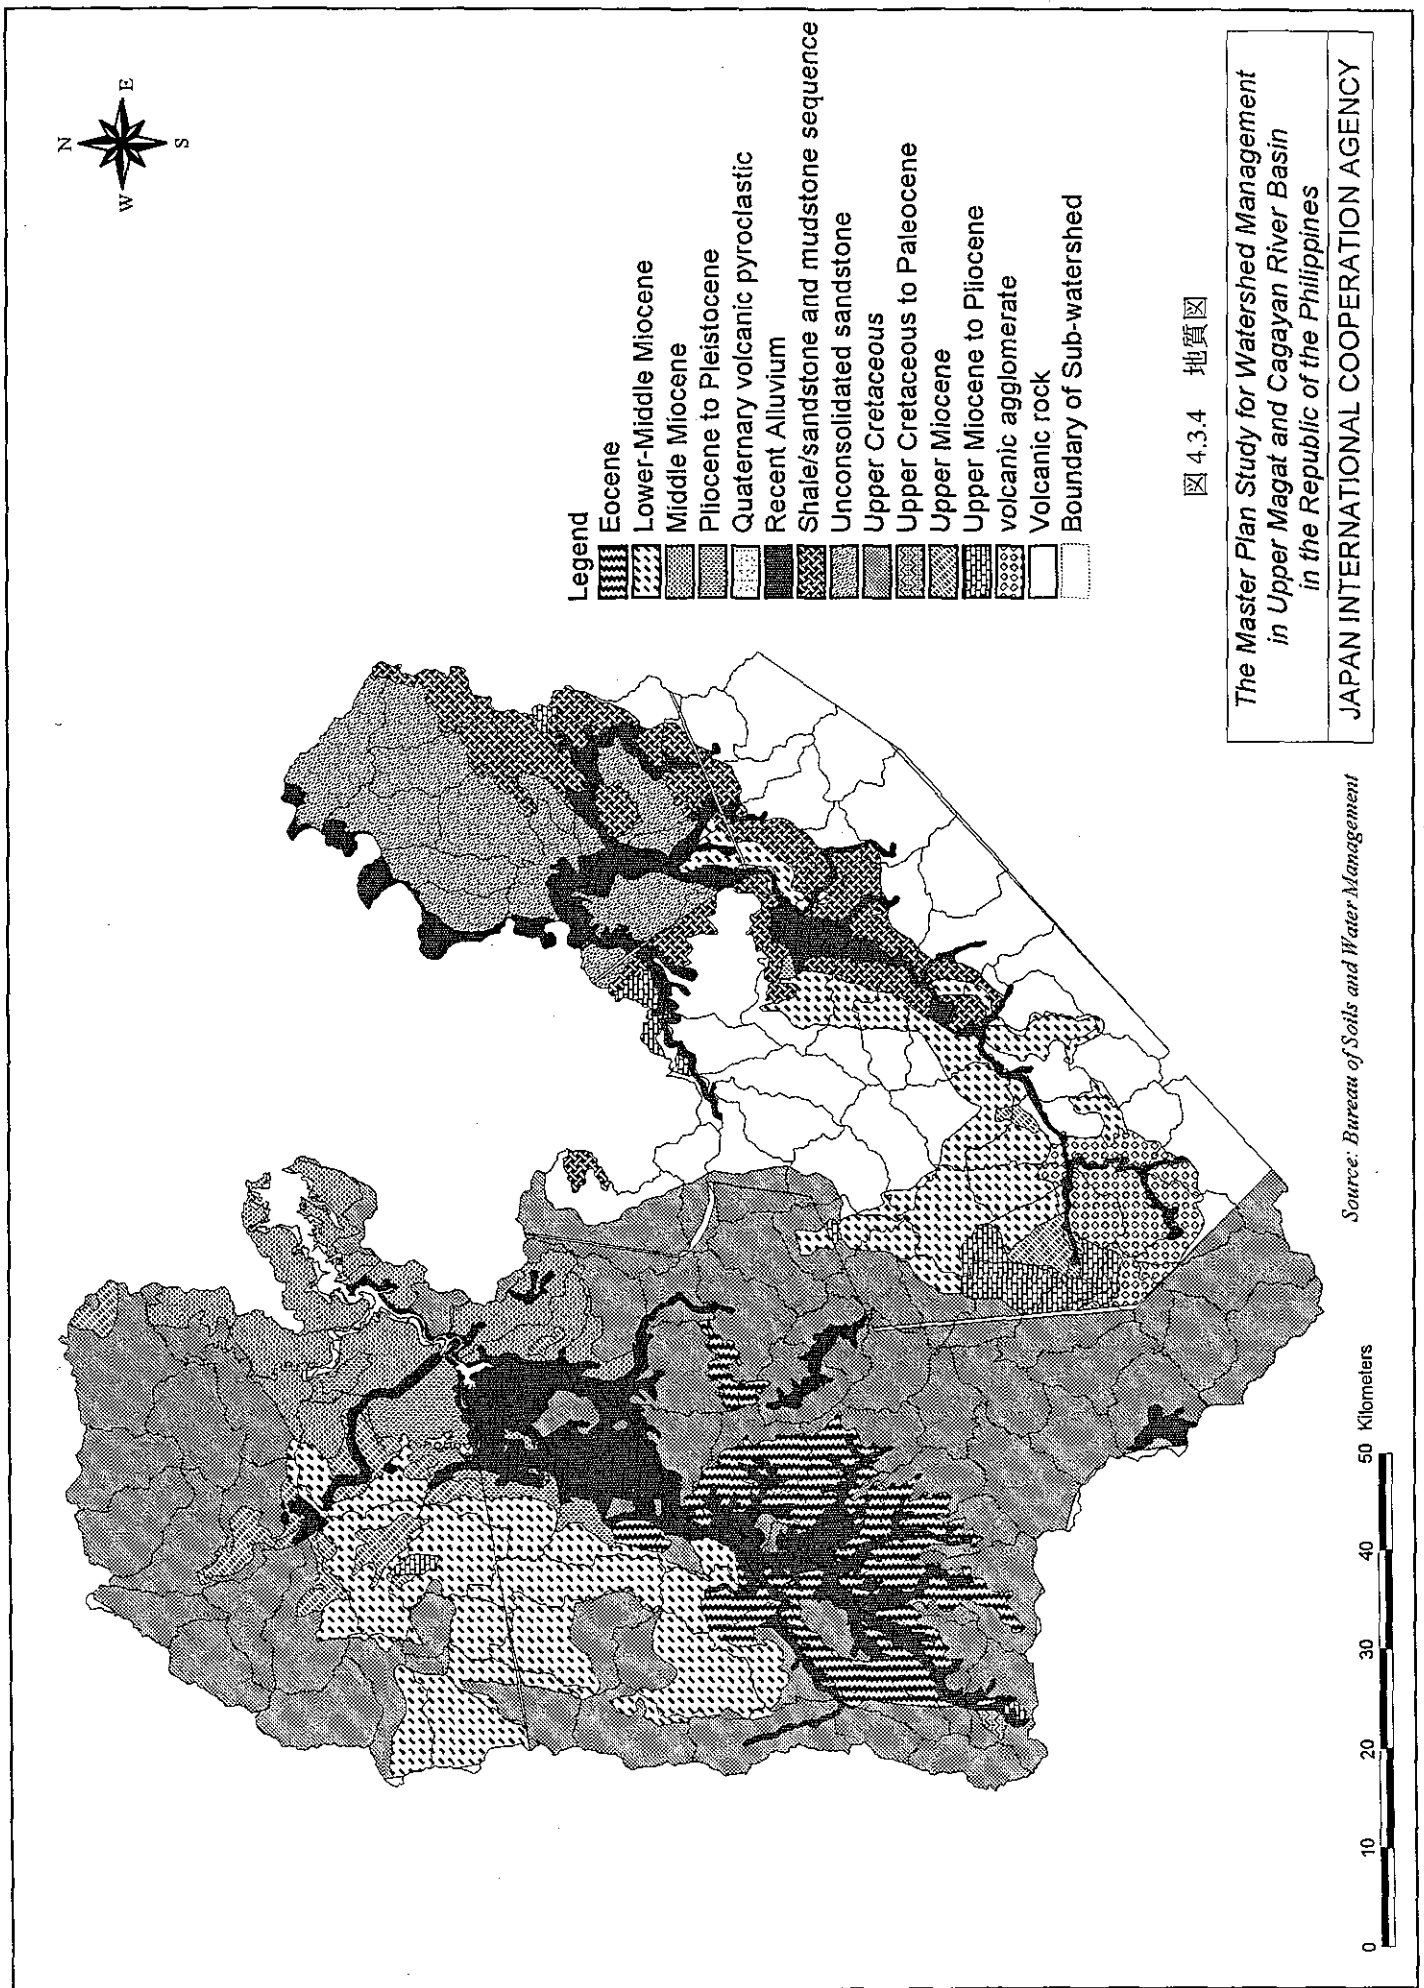 N
W
E
S
Legend
Eocene
Lower-Middle Miocene
Middle Miocene
Pliocene to Pleistocene
Quaternary volcanic pyroclastic
Recent Alluvium
Shale/sandstone and mudstone sequence
Unconsolidated sandstone
Upper Cretaceous
Upper Cretaceous to Paleocene
Upper Miocene
Upper Miocene to Pliocene
volcanic agglomerate
Volcanic rock
Boundary of Sub-watershed
図 4.3.4 地質図
The Master Plan Study for Watershed Management
in Upper Magat and Cagayan River Basin
in the Republic of the Philippines
JAPAN INTERNATIONAL COOPERATION AGENCY
Source: Bureau of Soils and Water Management
0 10 20 30 40 50 Kilometers